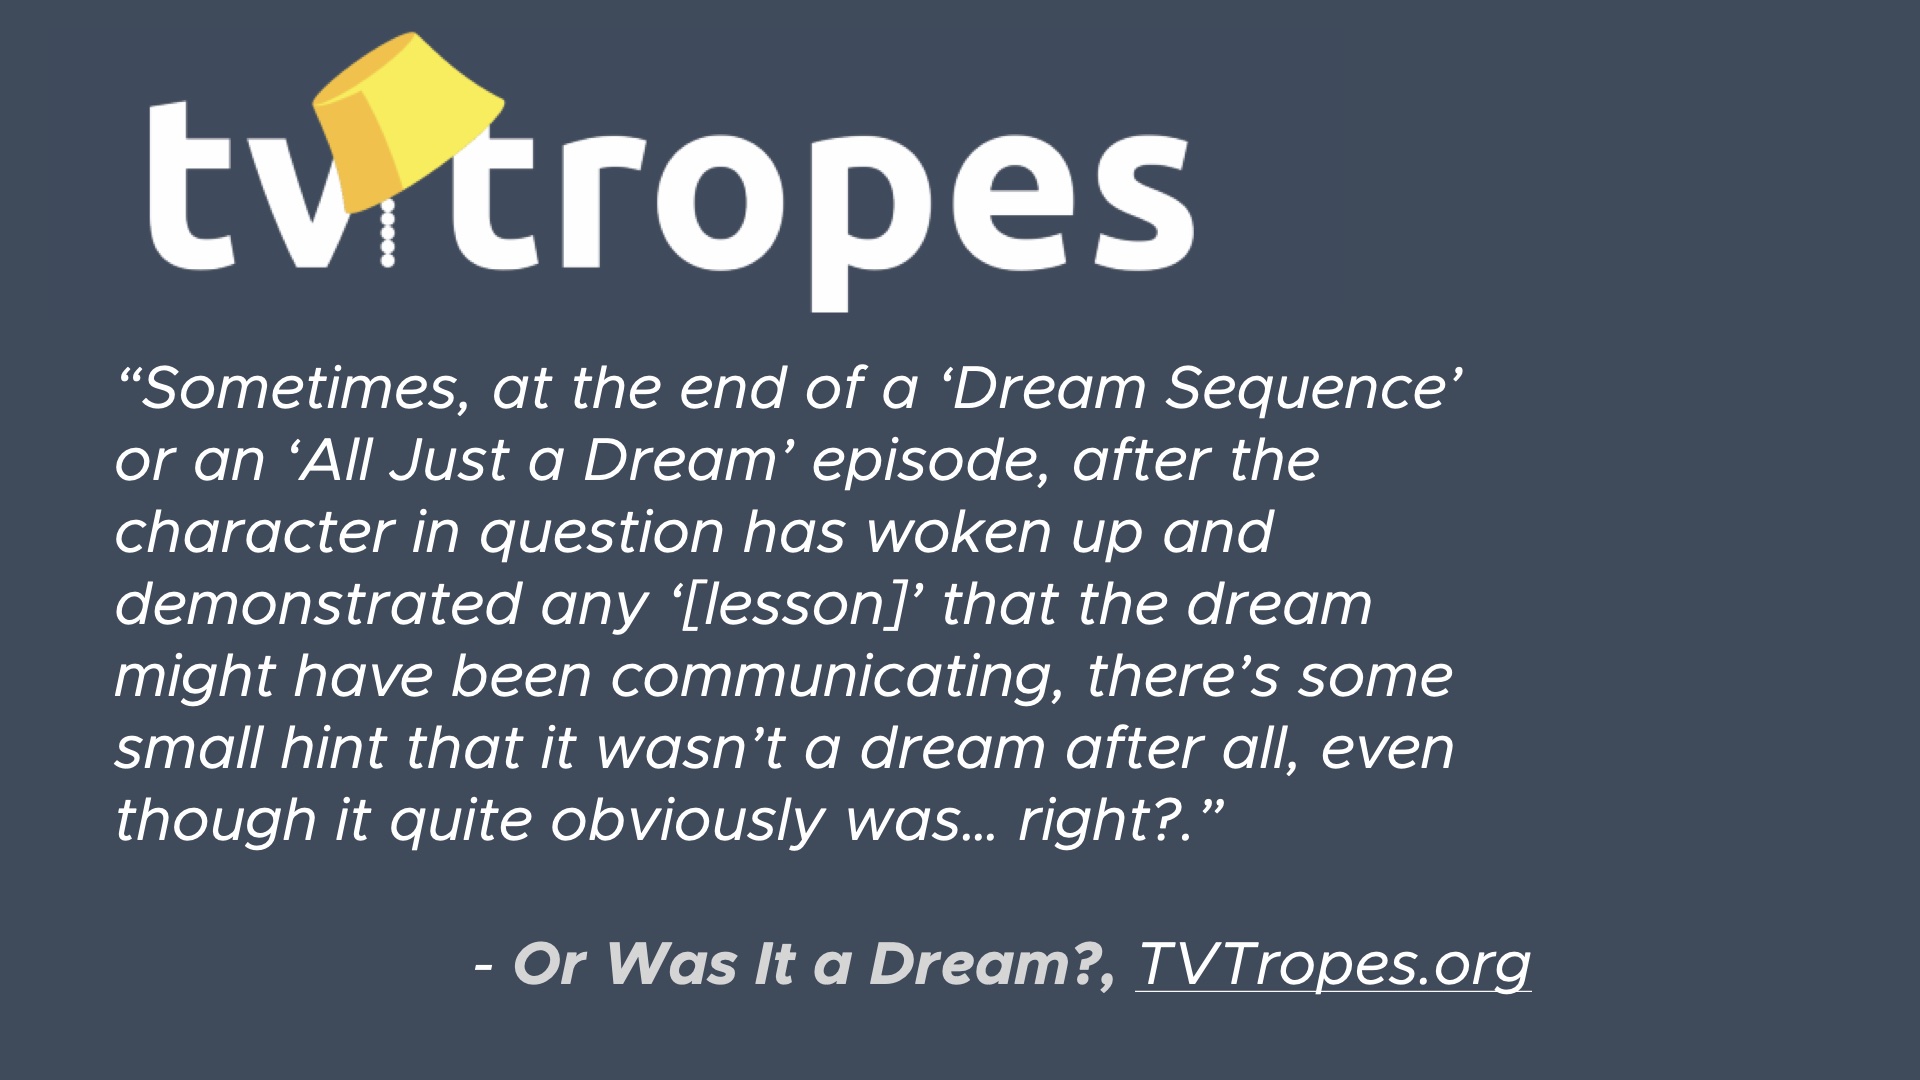 tvtropes
“Sometimes, at the end of a ‘Dream Sequence’
or an ‘All Just a Dream’ episode, after the
character in question has woken up and
demonstrated any ‘[lesson]’ that the dream
might have been communicating, there’s some
small hint that it wasn’t a dream after all, even
though it quite obviously was... right?.”
- Or Was It a Dream?, TVTropes.org